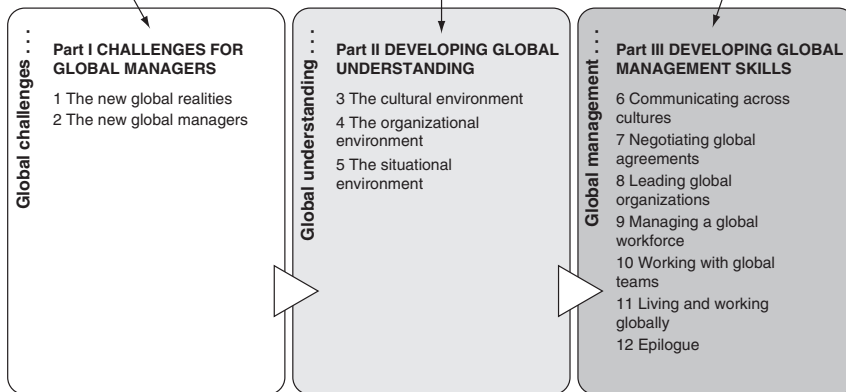 Global challenges . . .
Part I CHALLENGES FOR
GLOBAL MANAGERS
1 The new global realities
2 The new global managers
Global understanding . . .
Part II DEVELOPING GLOBAL
UNDERSTANDING
3 The cultural environment
4 The organizational
environment
5 The situational
environment
Global management . . .
Part III DEVELOPING GLOBAL
MANAGEMENT SKILLS
6 Communicating across
cultures
7 Negotiating global
agreements
8 Leading global
organizations
9 Managing a global
workforce
10 Working with global
teams
11 Living and working
globally
12 Epilogue